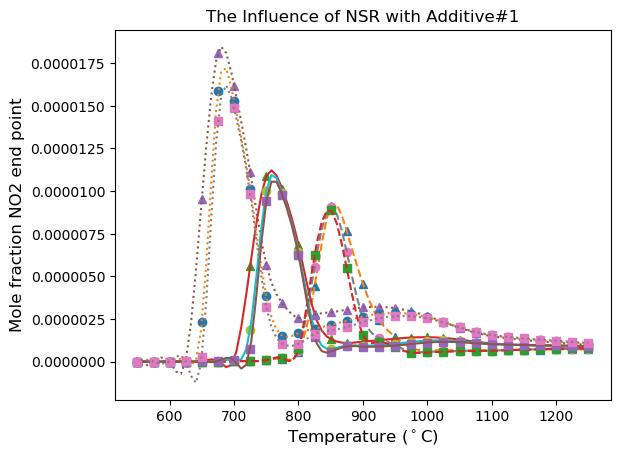 The Influence of NSR with Additive#1
Mole fraction NO2 end point
0.0000175
0.0000150
0.0000125
0.0000100
0.0000075
0.0000050
0.0000025
0.0000000
600 700 800 900 1000 1100 1200
Temperature (°C)